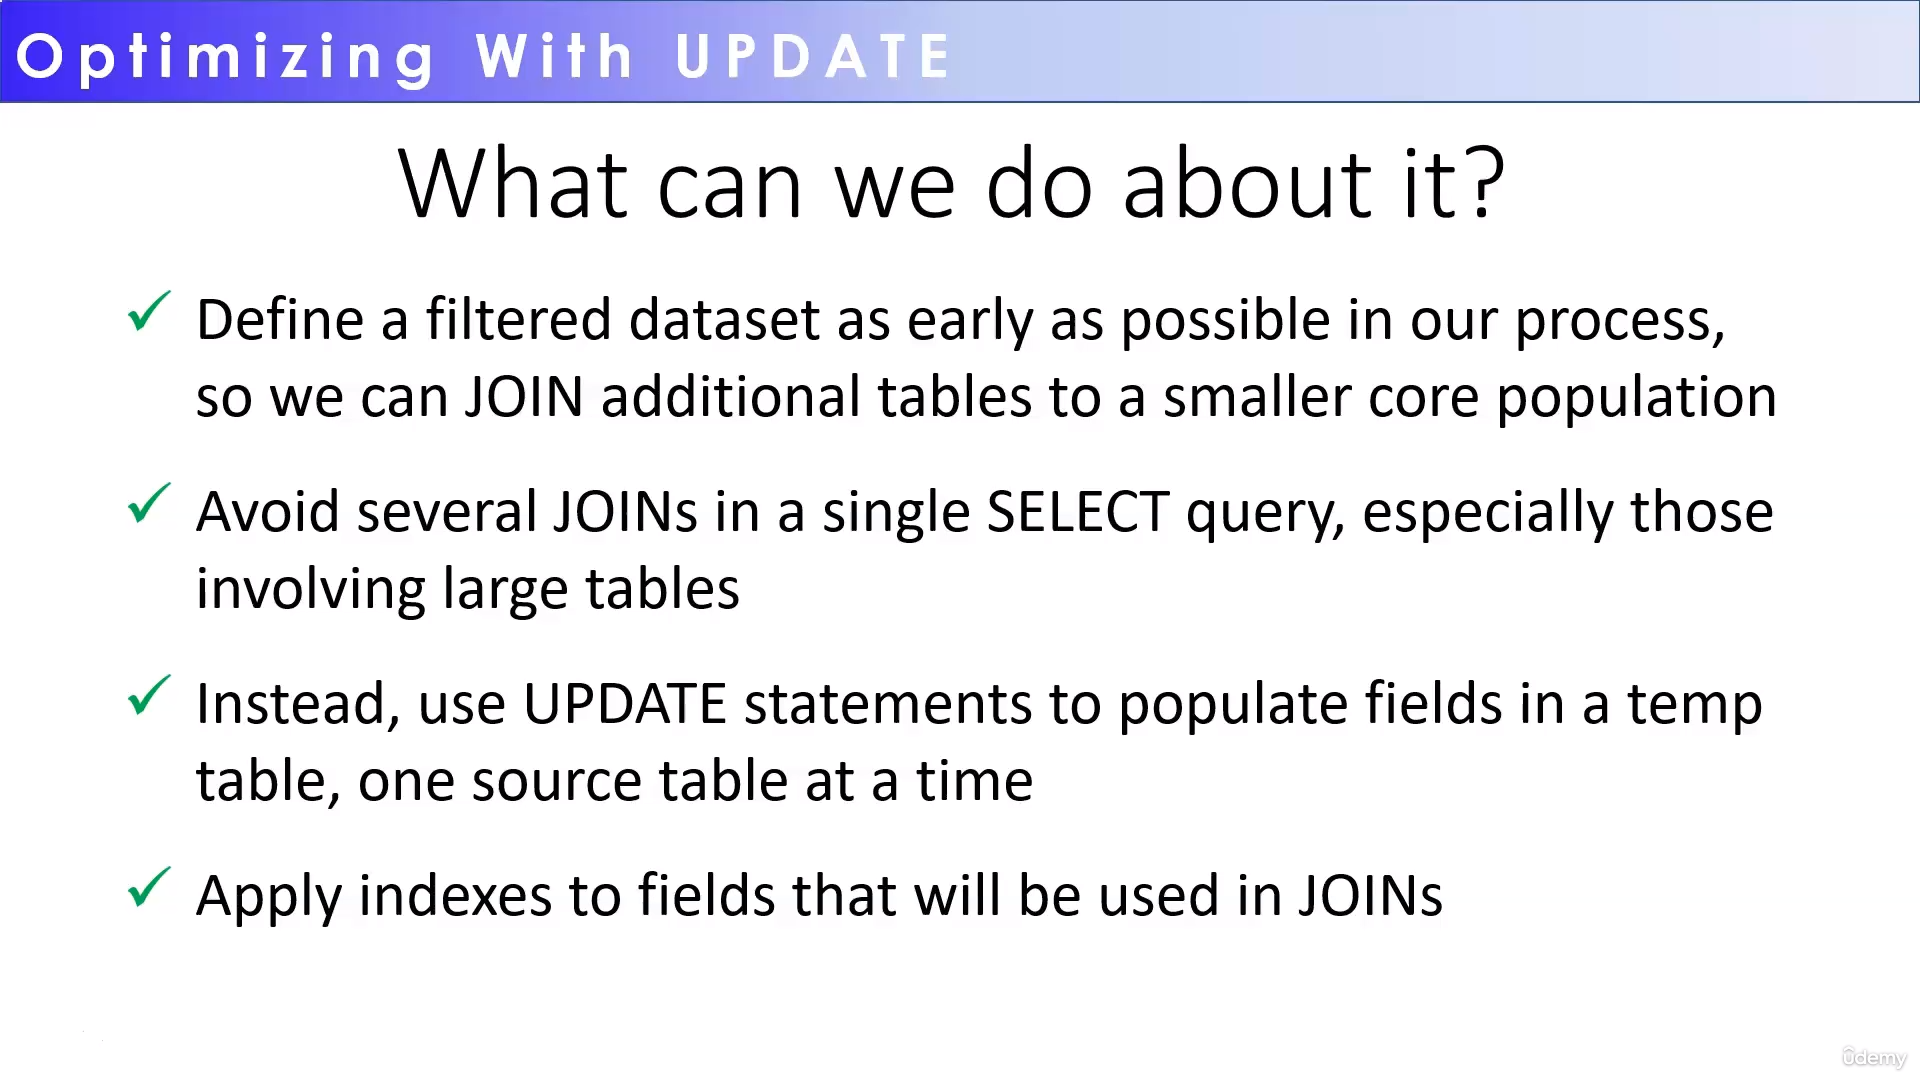 Optimizing With UPDATE
What can we do about it?
✓ Define a filtered dataset as early as possible in our process,
so we can JOIN additional tables to a smaller core population
✓ Avoid several JOINs in a single SELECT query, especially those
involving large tables
✓ Instead, use UPDATE statements to populate fields in a temp
table, one source table at a time
✓ Apply indexes to fields that will be used in JOINs
ûdemy